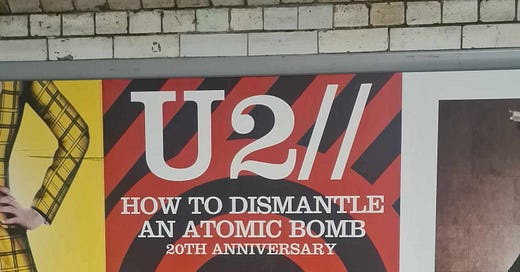 U2//
HOW TO DISMANTLE
AN ATOMIC BOMB
20TH ANNIVERSARY